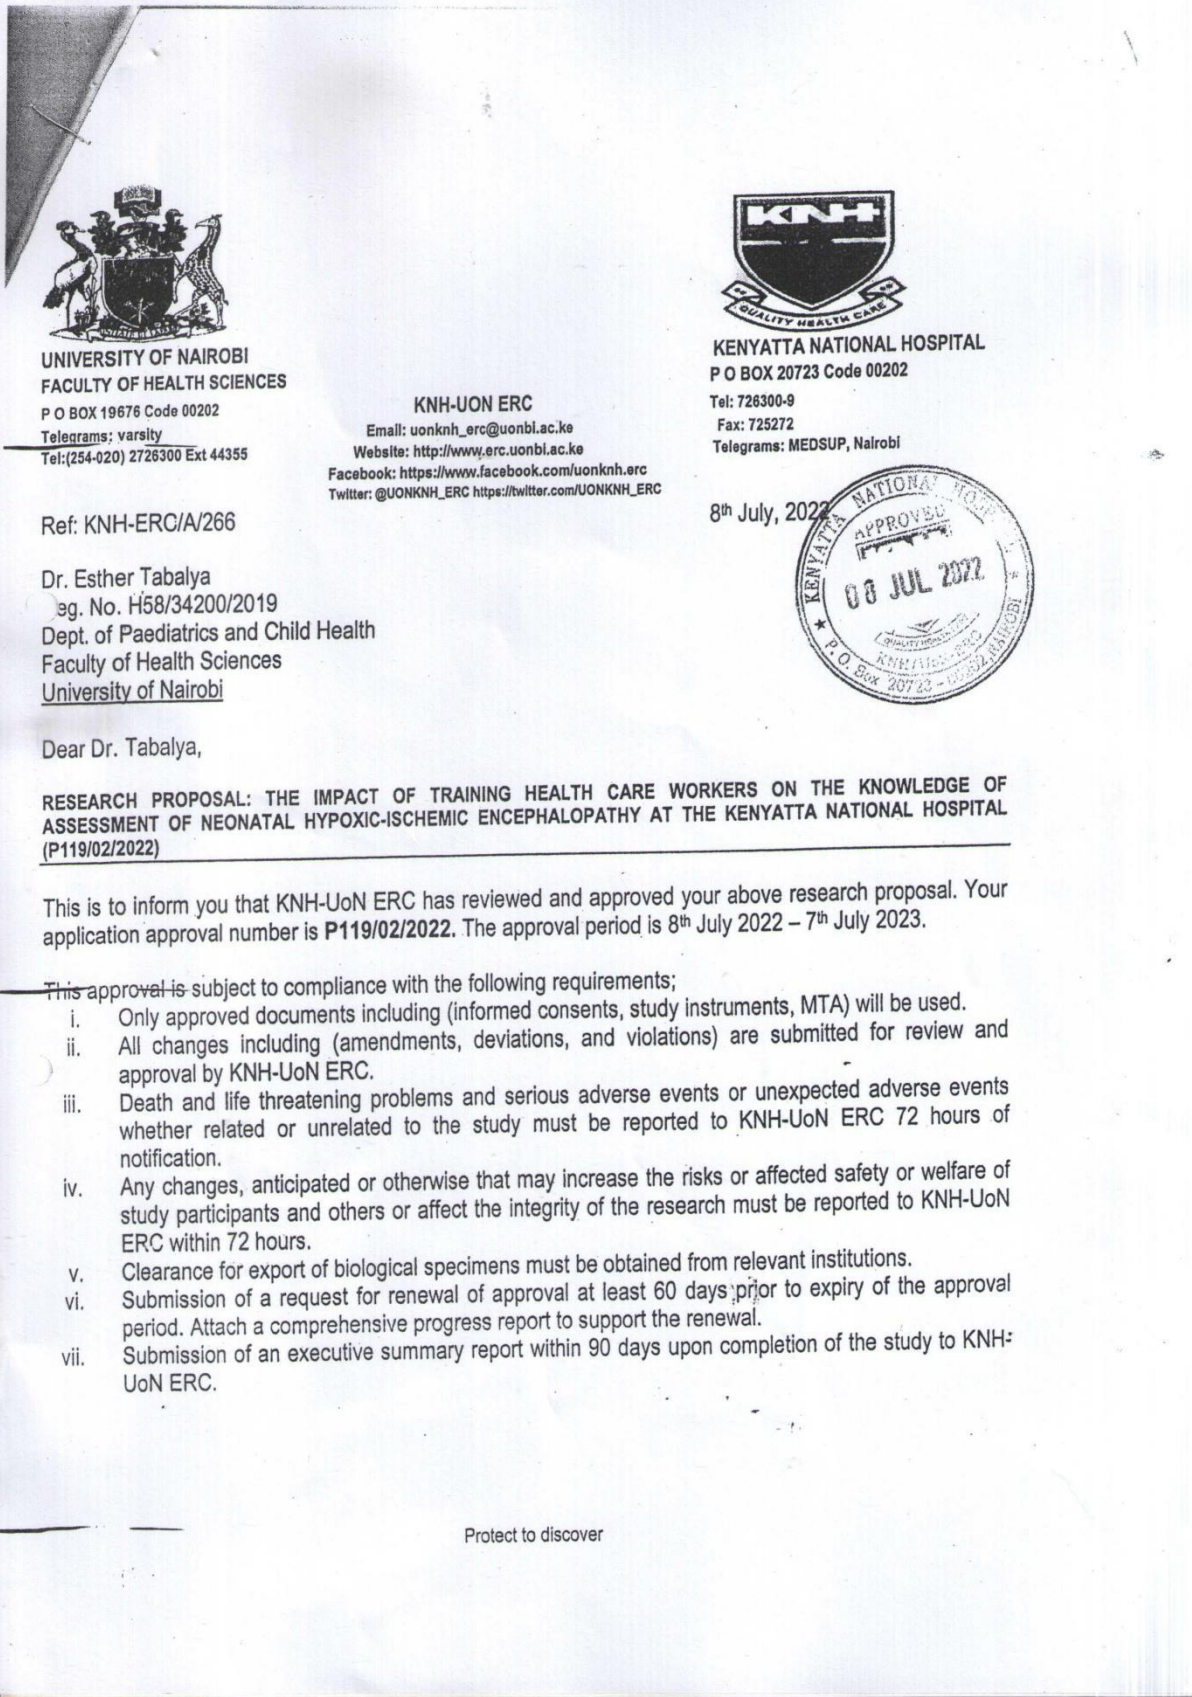 UNIVERSITY OF NAIROBI
FACULTY OF HEALTH SCIENCES
P O BOX 19676 Code 00202
Telegrams: varsity
Tel:(254-020) 2726300 Ext 44355
KNH-UON ERC
Email: uonknh_erc@uonbi.ac.ke
Website: http://www.erc.uonbi.ac.ke
Facebook: https://www.facebook.com/uonknh.erc
Twitter: @UONKNH_ERC https://twitter.com/UONKNH_ERC
KNH
QUALITY HEALTH CARE
KENYATTA NATIONAL HOSPITAL
P O BOX 20723 Code 00202
Tel: 726300-9
Fax: 725272
Telegrams: MEDSUP, Nairobi
Ref: KNH-ERC/A/266
8th July, 2022
KENYATTA NATIONAL
APPROVED
08 JUL 2022
KNH/UoN-ERC
P.O. Box 20723 - 00202, NAIROBI
Dr. Esther Tabalya
eg. No. H58/34200/2019
Dept. of Paediatrics and Child Health
Faculty of Health Sciences
University of Nairobi
Dear Dr. Tabalya,
RESEARCH PROPOSAL: THE IMPACT OF TRAINING HEALTH CARE WORKERS ON THE KNOWLEDGE OF
ASSESSMENT OF NEONATAL HYPOXIC-ISCHEMIC ENCEPHALOPATHY AT THE KENYATTA NATIONAL HOSPITAL
(P119/02/2022)
This is to inform you that KNH-UoN ERC has reviewed and approved your above research proposal. Your
application approval number is P119/02/2022. The approval period is 8th July 2022 – 7th July 2023.
This approval is subject to compliance with the following requirements;
i. Only approved documents including (informed consents, study instruments, MTA) will be used.
ii. All changes including (amendments, deviations, and violations) are submitted for review and
approval by KNH-UoN ERC.
iii. Death and life threatening problems and serious adverse events or unexpected adverse events
whether related or unrelated to the study must be reported to KNH-UoN ERC 72 hours of
notification.
iv. Any changes, anticipated or otherwise that may increase the risks or affected safety or welfare of
study participants and others or affect the integrity of the research must be reported to KNH-UoN
ERC within 72 hours.
v. Clearance for export of biological specimens must be obtained from relevant institutions.
vi. Submission of a request for renewal of approval at least 60 days prior to expiry of the approval
period. Attach a comprehensive progress report to support the renewal.
vii. Submission of an executive summary report within 90 days upon completion of the study to KNH-
UoN ERC.
Protect to discover